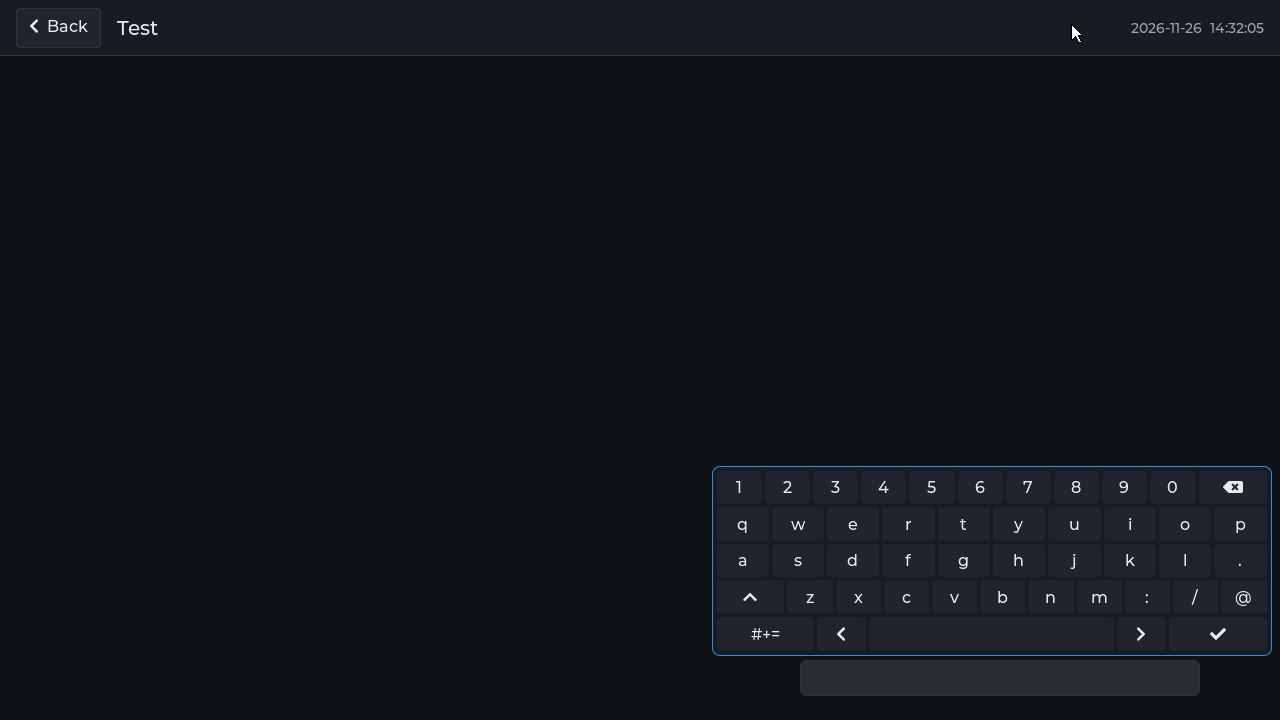 Back Test 2026-11-26 14:32:05
1 2 3 4 5 6 7 8 9 0
q w e r t y u i o p
a s d f g h j k l .
z x c v b n m : / @
#+=